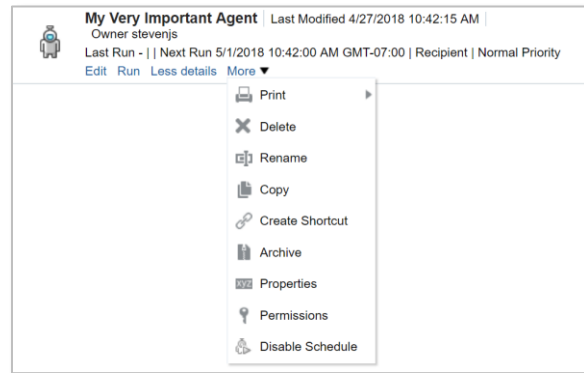 My Very Important Agent | Last Modified 4/27/2018 10:42:15 AM |
Owner stevenjs
Last Run - | | Next Run 5/1/2018 10:42:00 AM GMT-07:00 | Recipient | Normal Priority
Edit Run Less details More ▼
Print
Delete
Rename
Copy
Create Shortcut
Archive
xyz Properties
Permissions
Disable Schedule